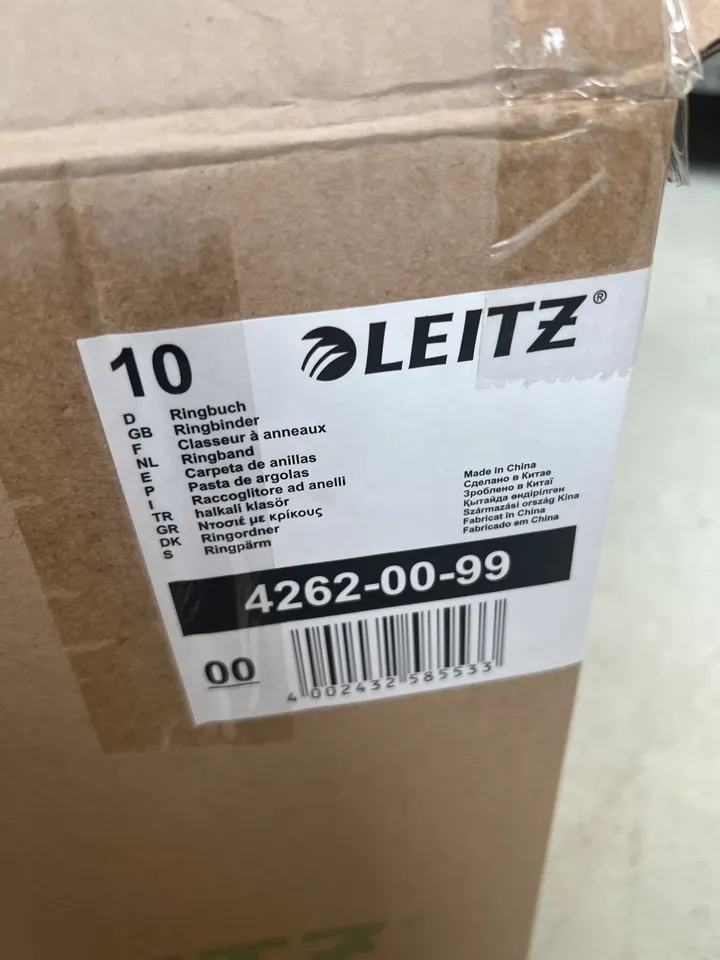 10
LEITZ®
D Ringbuch
GB Ringbinder
F Classeur à anneaux
NL Ringband
E Carpeta de anillas
P Pasta de argolas
I Raccoglitore ad anelli
TR halkali klasör
GR Ντοσιέ με κρίκους
DK Ringordner
S Ringpärm
Made in China
Сделано в Китае
Зроблено в Китаї
Қытайда өндірілген
Származási ország Kína
Fabricat în China
Fabricado em China
4262-00-99
00
4 002432 585533